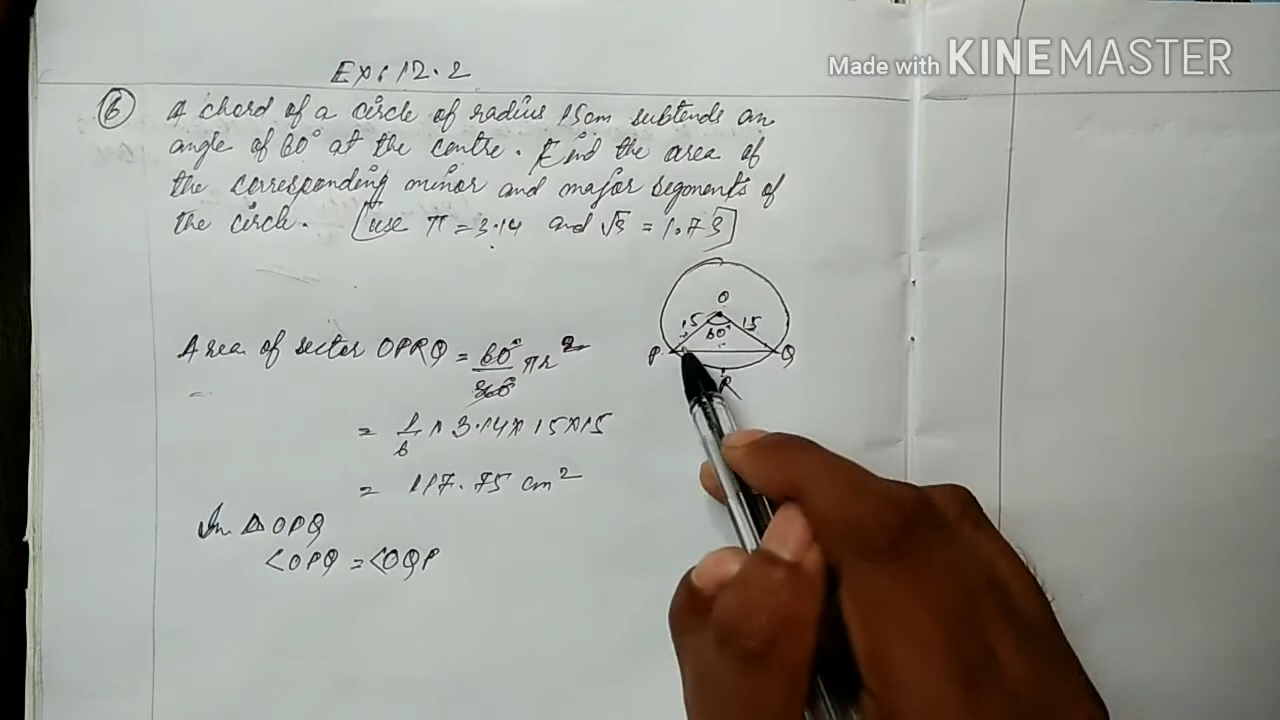 Made with KINEMASTER
Ex: 12.2
⑥ A chord of a circle of radius 15cm subtends an
angle of 60° at the centre. Find the area of
the corresponding minor and major segments of
the circle. [use π = 3.14 and √3 = 1.73]
O
15 60° 15
P Q
R
Area of sector OPRQ = 60°/360° πr²
= 1/6 × 3.14 × 15 × 15
= 117.75 cm²
In △OPQ
∠OPQ = ∠OQP